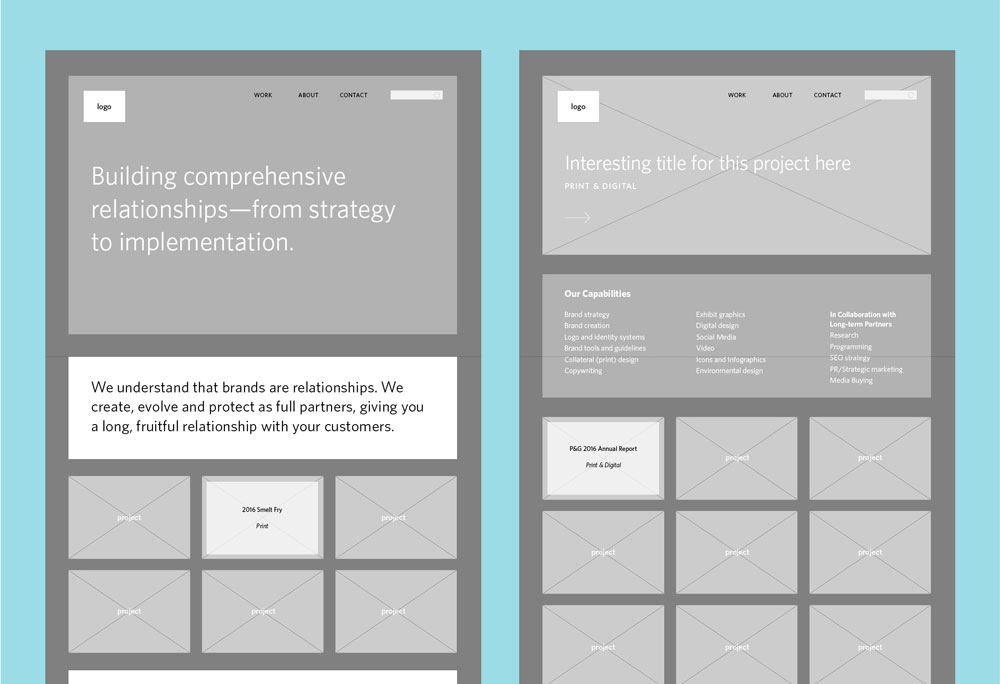 logo
WORK ABOUT CONTACT
Building comprehensive
relationships—from strategy
to implementation.
We understand that brands are relationships. We
create, evolve and protect as full partners, giving you
a long, fruitful relationship with your customers.
project
2016 Smelt Fry
Print
project
project
project
project
logo
WORK ABOUT CONTACT
Interesting title for this project here
PRINT & DIGITAL
Our Capabilities
Brand strategy
Brand creation
Logo and identity systems
Brand tools and guidelines
Collateral (print) design
Copywriting
Exhibit graphics
Digital design
Social Media
Video
Icons and Infographics
Environmental design
In Collaboration with
Long-term Partners
Research
Programming
SEO strategy
PR/Strategic marketing
Media Buying
P&G 2016 Annual Report
Print & Digital
project
project
project
project
project
project
project
project